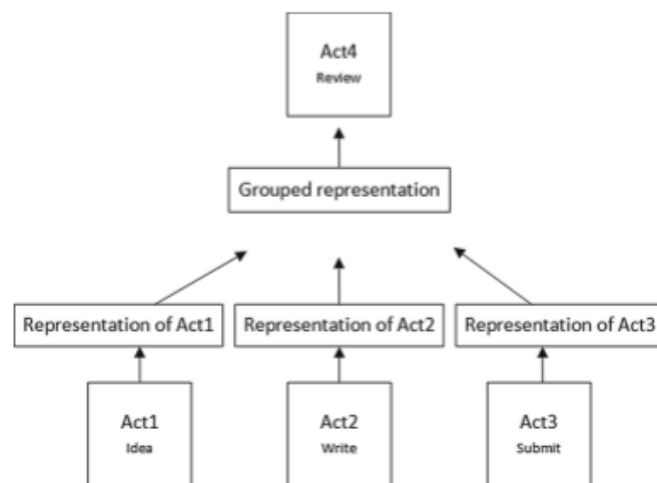 Act4
Review
Grouped representation
Representation of Act1
Representation of Act2
Representation of Act3
Act1
Idea
Act2
Write
Act3
Submit